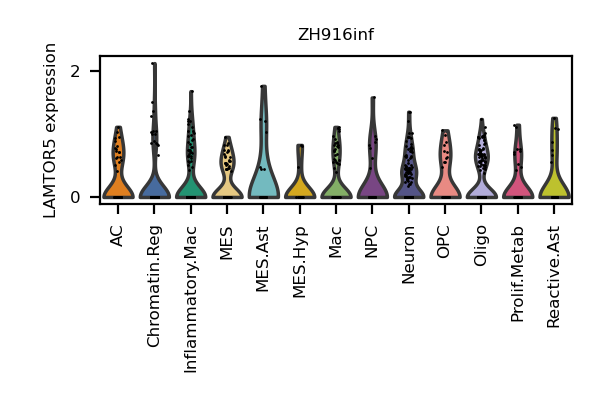 ZH916inf
LAMTOR5 expression
2
0
AC
Chromatin.Reg
Inflammatory.Mac
MES
MES.Ast
MES.Hyp
Mac
NPC
Neuron
OPC
Oligo
Prolif.Metab
Reactive.Ast